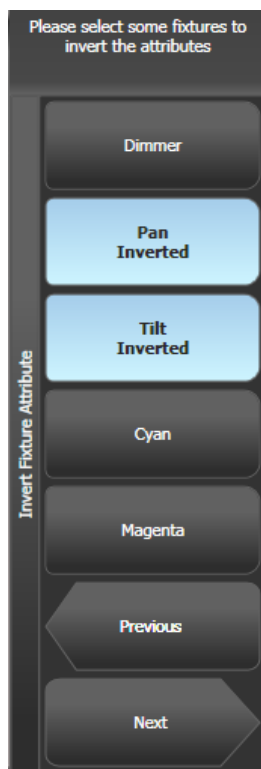 Please select some fixtures to
invert the attributes
Invert Fixture Attribute
Dimmer
Pan
Inverted
Tilt
Inverted
Cyan
Magenta
Previous
Next